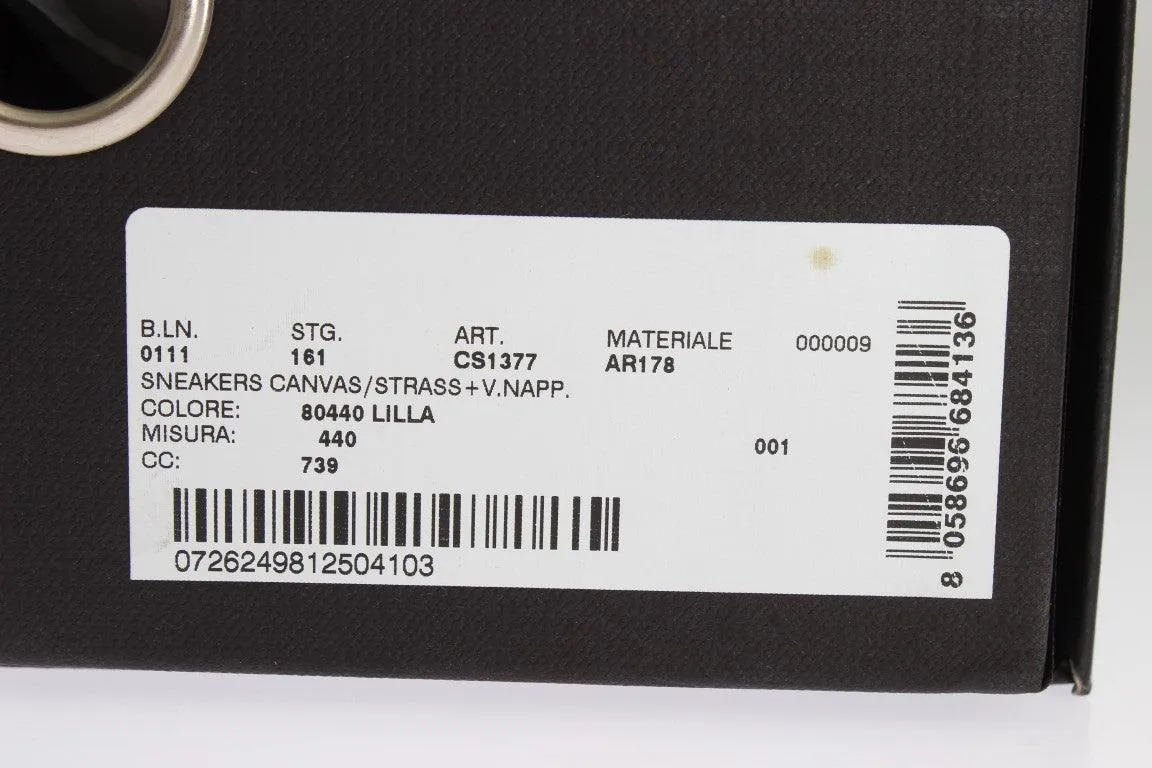 B.LN. STG. ART. MATERIALE 000009
0111 161 CS1377 AR178
SNEAKERS CANVAS/STRASS+V.NAPP.
COLORE: 80440 LILLA
MISURA: 440 001
CC: 739
0726249812504103
8 058696 684136